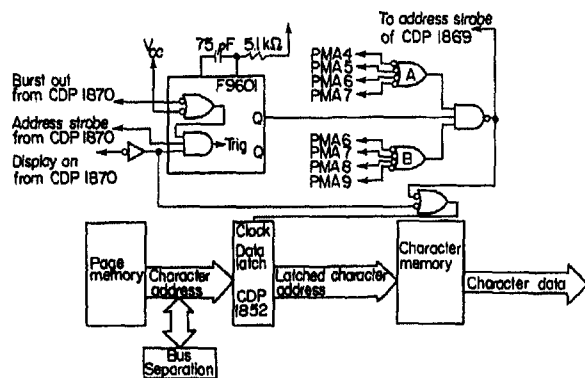 To address strobe
of CDP 1869
75 pF
5.1 kΩ
VCC
F9601
Burst out
from CDP 1870
Address strobe
from CDP 1870
Display on
from CDP 1870
Trig
Q
Q
PMA4
PMA5
PMA6
PMA7
A
PMA6
PMA7
PMA8
PMA9
B
Page
memory
Character
address
Clock
Data
latch
CDP
1852
Latched character
address
Character
memory
Character data
Bus
Separation